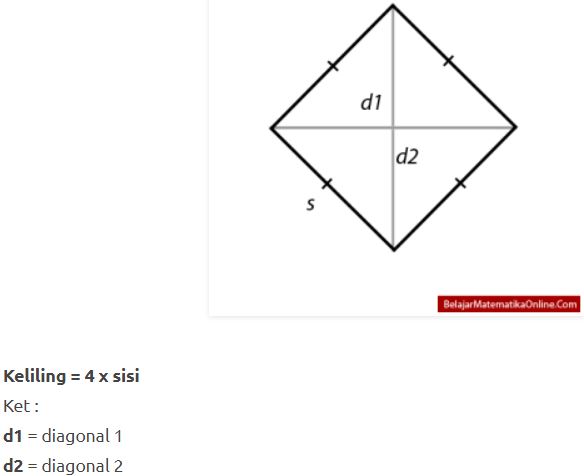 d1
d2
s
BelajarMatematikaOnline.Com
Keliling = 4 x sisi
Ket :
d1 = diagonal 1
d2 = diagonal 2